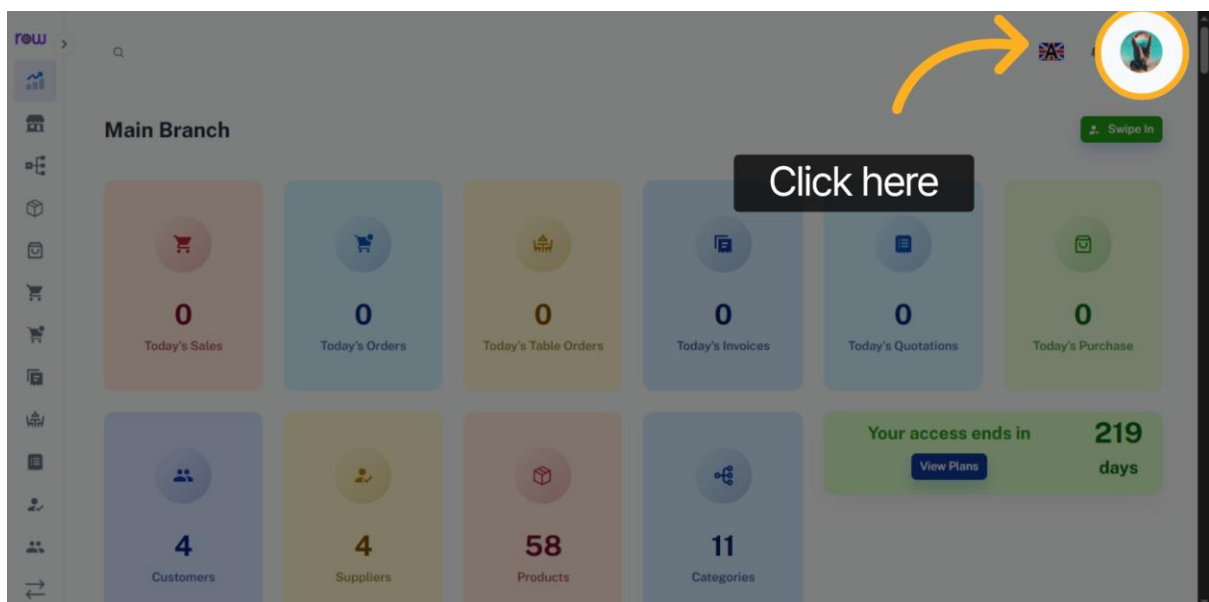 row
Main Branch
Swipe In
Click here
0
Today's Sales
0
Today's Orders
0
Today's Table Orders
0
Today's Invoices
0
Today's Quotations
0
Today's Purchase
4
Customers
4
Suppliers
58
Products
11
Categories
Your access ends in
219
View Plans
days